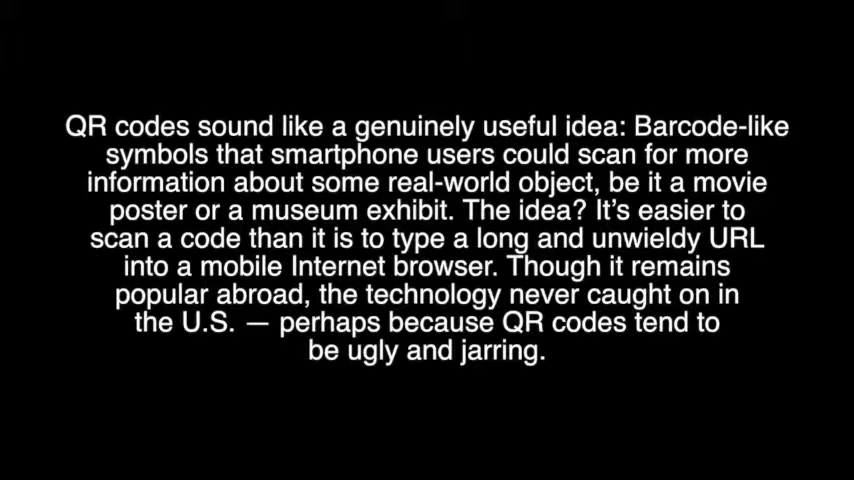 QR codes sound like a genuinely useful idea: Barcode-like
symbols that smartphone users could scan for more
information about some real-world object, be it a movie
poster or a museum exhibit. The idea? It’s easier to
scan a code than it is to type a long and unwieldy URL
into a mobile Internet browser. Though it remains
popular abroad, the technology never caught on in
the U.S. — perhaps because QR codes tend to
be ugly and jarring.